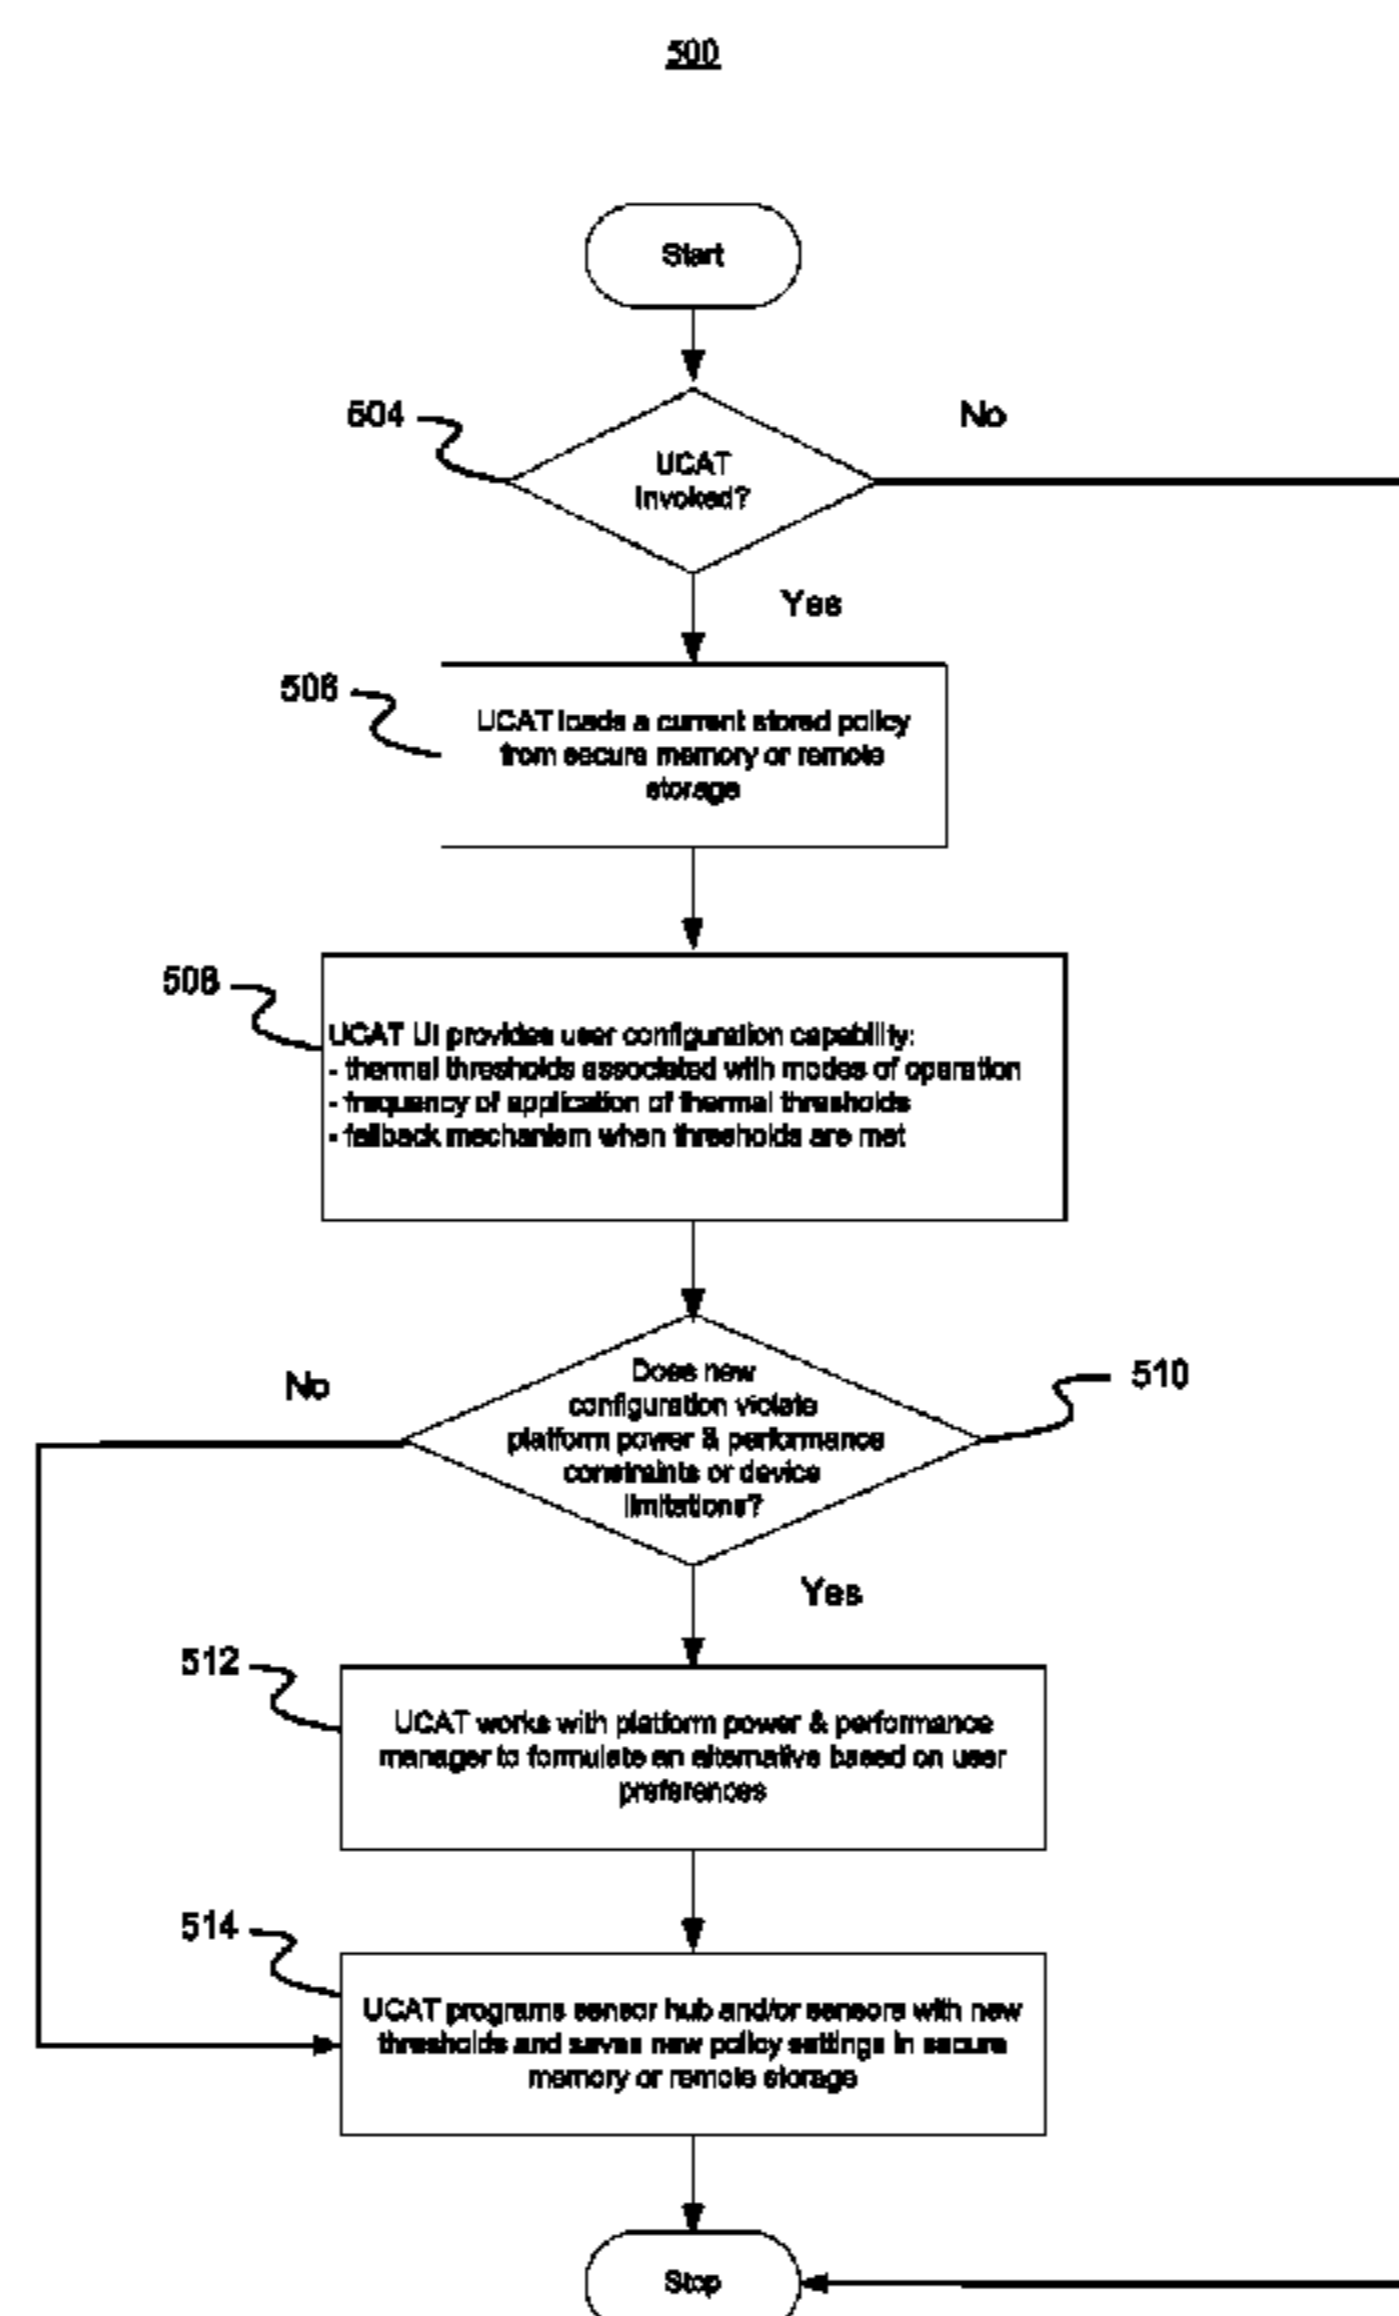 500
Start
504
No
UCAT
Invoked?
Yes
506
UCAT loads a current stored policy
from secure memory or remote
storage
508
UCAT UI provides user configuration capability:
- thermal thresholds associated with modes of operation
- frequency of application of thermal thresholds
- fallback mechanism when thresholds are met
No
510
Does new
configuration violate
platform power & performance
constraints or device
limitations?
Yes
512
UCAT works with platform power & performance
manager to formulate an alternative based on user
preferences
514
UCAT programs sensor hub and/or sensors with new
thresholds and saves new policy settings in secure
memory or remote storage
Stop